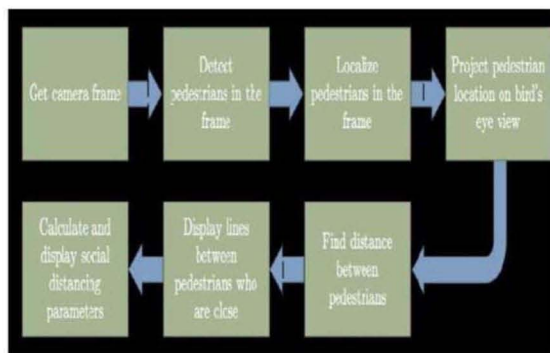 Get camera frame
Detect
pedestrians in the
frame
Localize
pedestrians in the
frame
Project pedestrian
location on bird's
eye view
Find distance
between
pedestrians
Display lines
between
pedestrians who
are close
Calculate and
display social
distancing
parameters